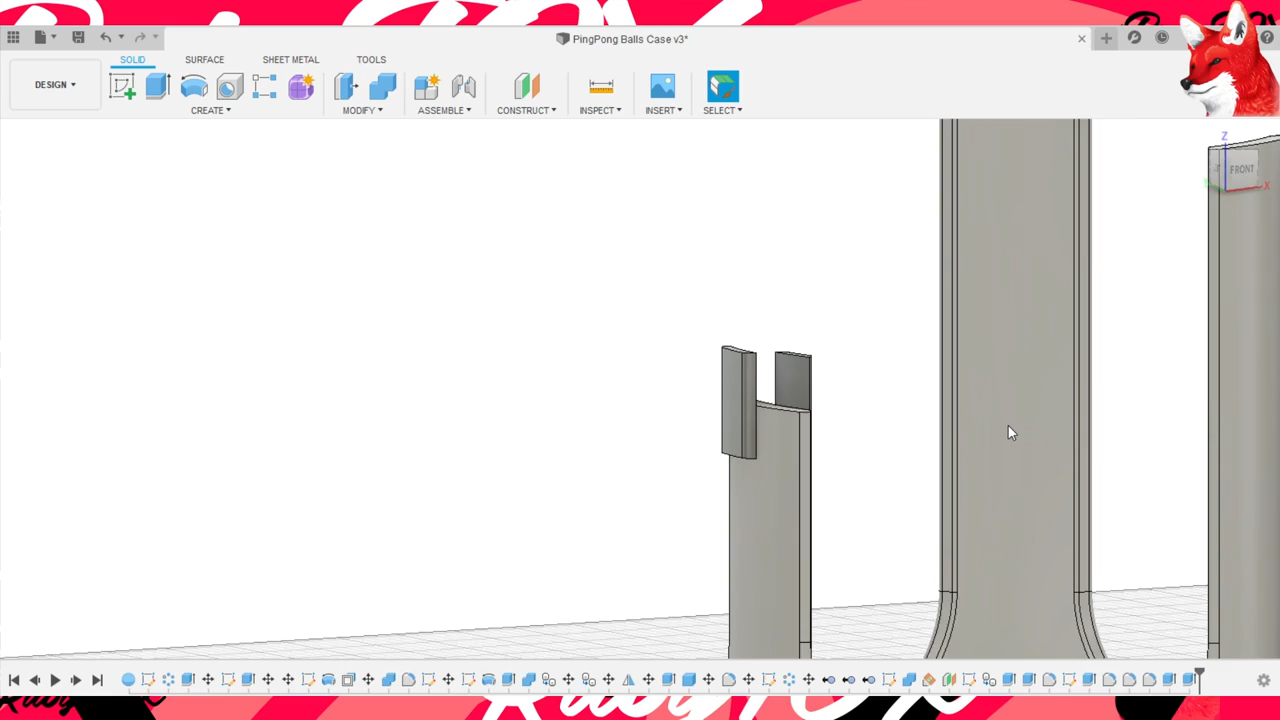 PingPong Balls Case v3*
SOLID SURFACE SHEET METAL TOOLS
DESIGN
CREATE MODIFY ASSEMBLE CONSTRUCT INSPECT INSERT SELECT
Z
FRONT
X